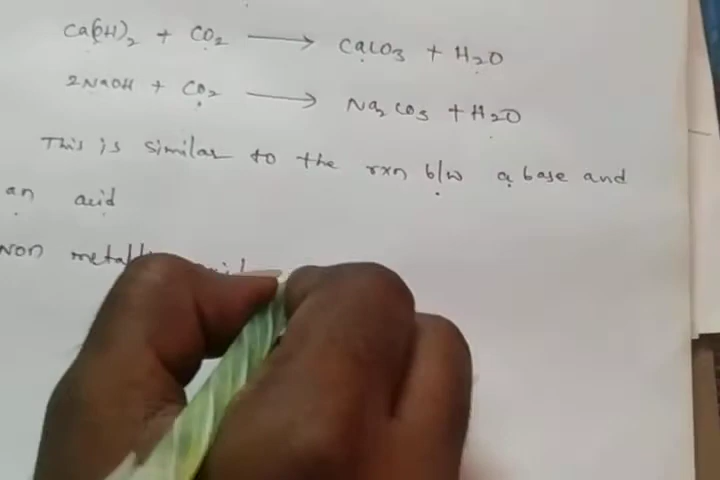 Ca(OH)₂ + CO₂ ⟶ CaCO₃ + H₂O
2NaOH + CO₂ ⟶ Na₂CO₃ + H₂O
This is similar to the rxn b/w a base and
an acid
Non